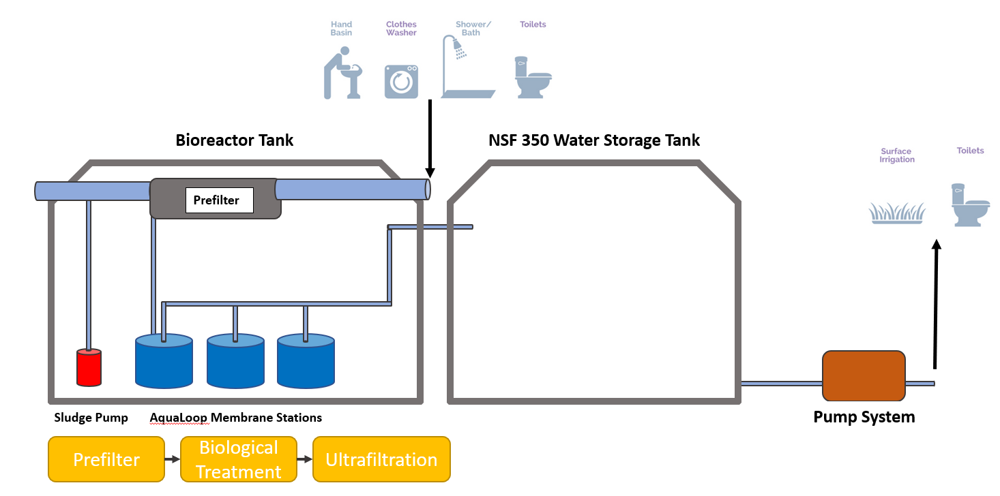 Hand
Basin
Clothes
Washer
Shower/
Bath
Toilets
Bioreactor Tank
NSF 350 Water Storage Tank
Surface
Irrigation
Toilets
Prefilter
Sludge Pump
AquaLoop Membrane Stations
Pump System
Prefilter
Biological
Treatment
Ultrafiltration